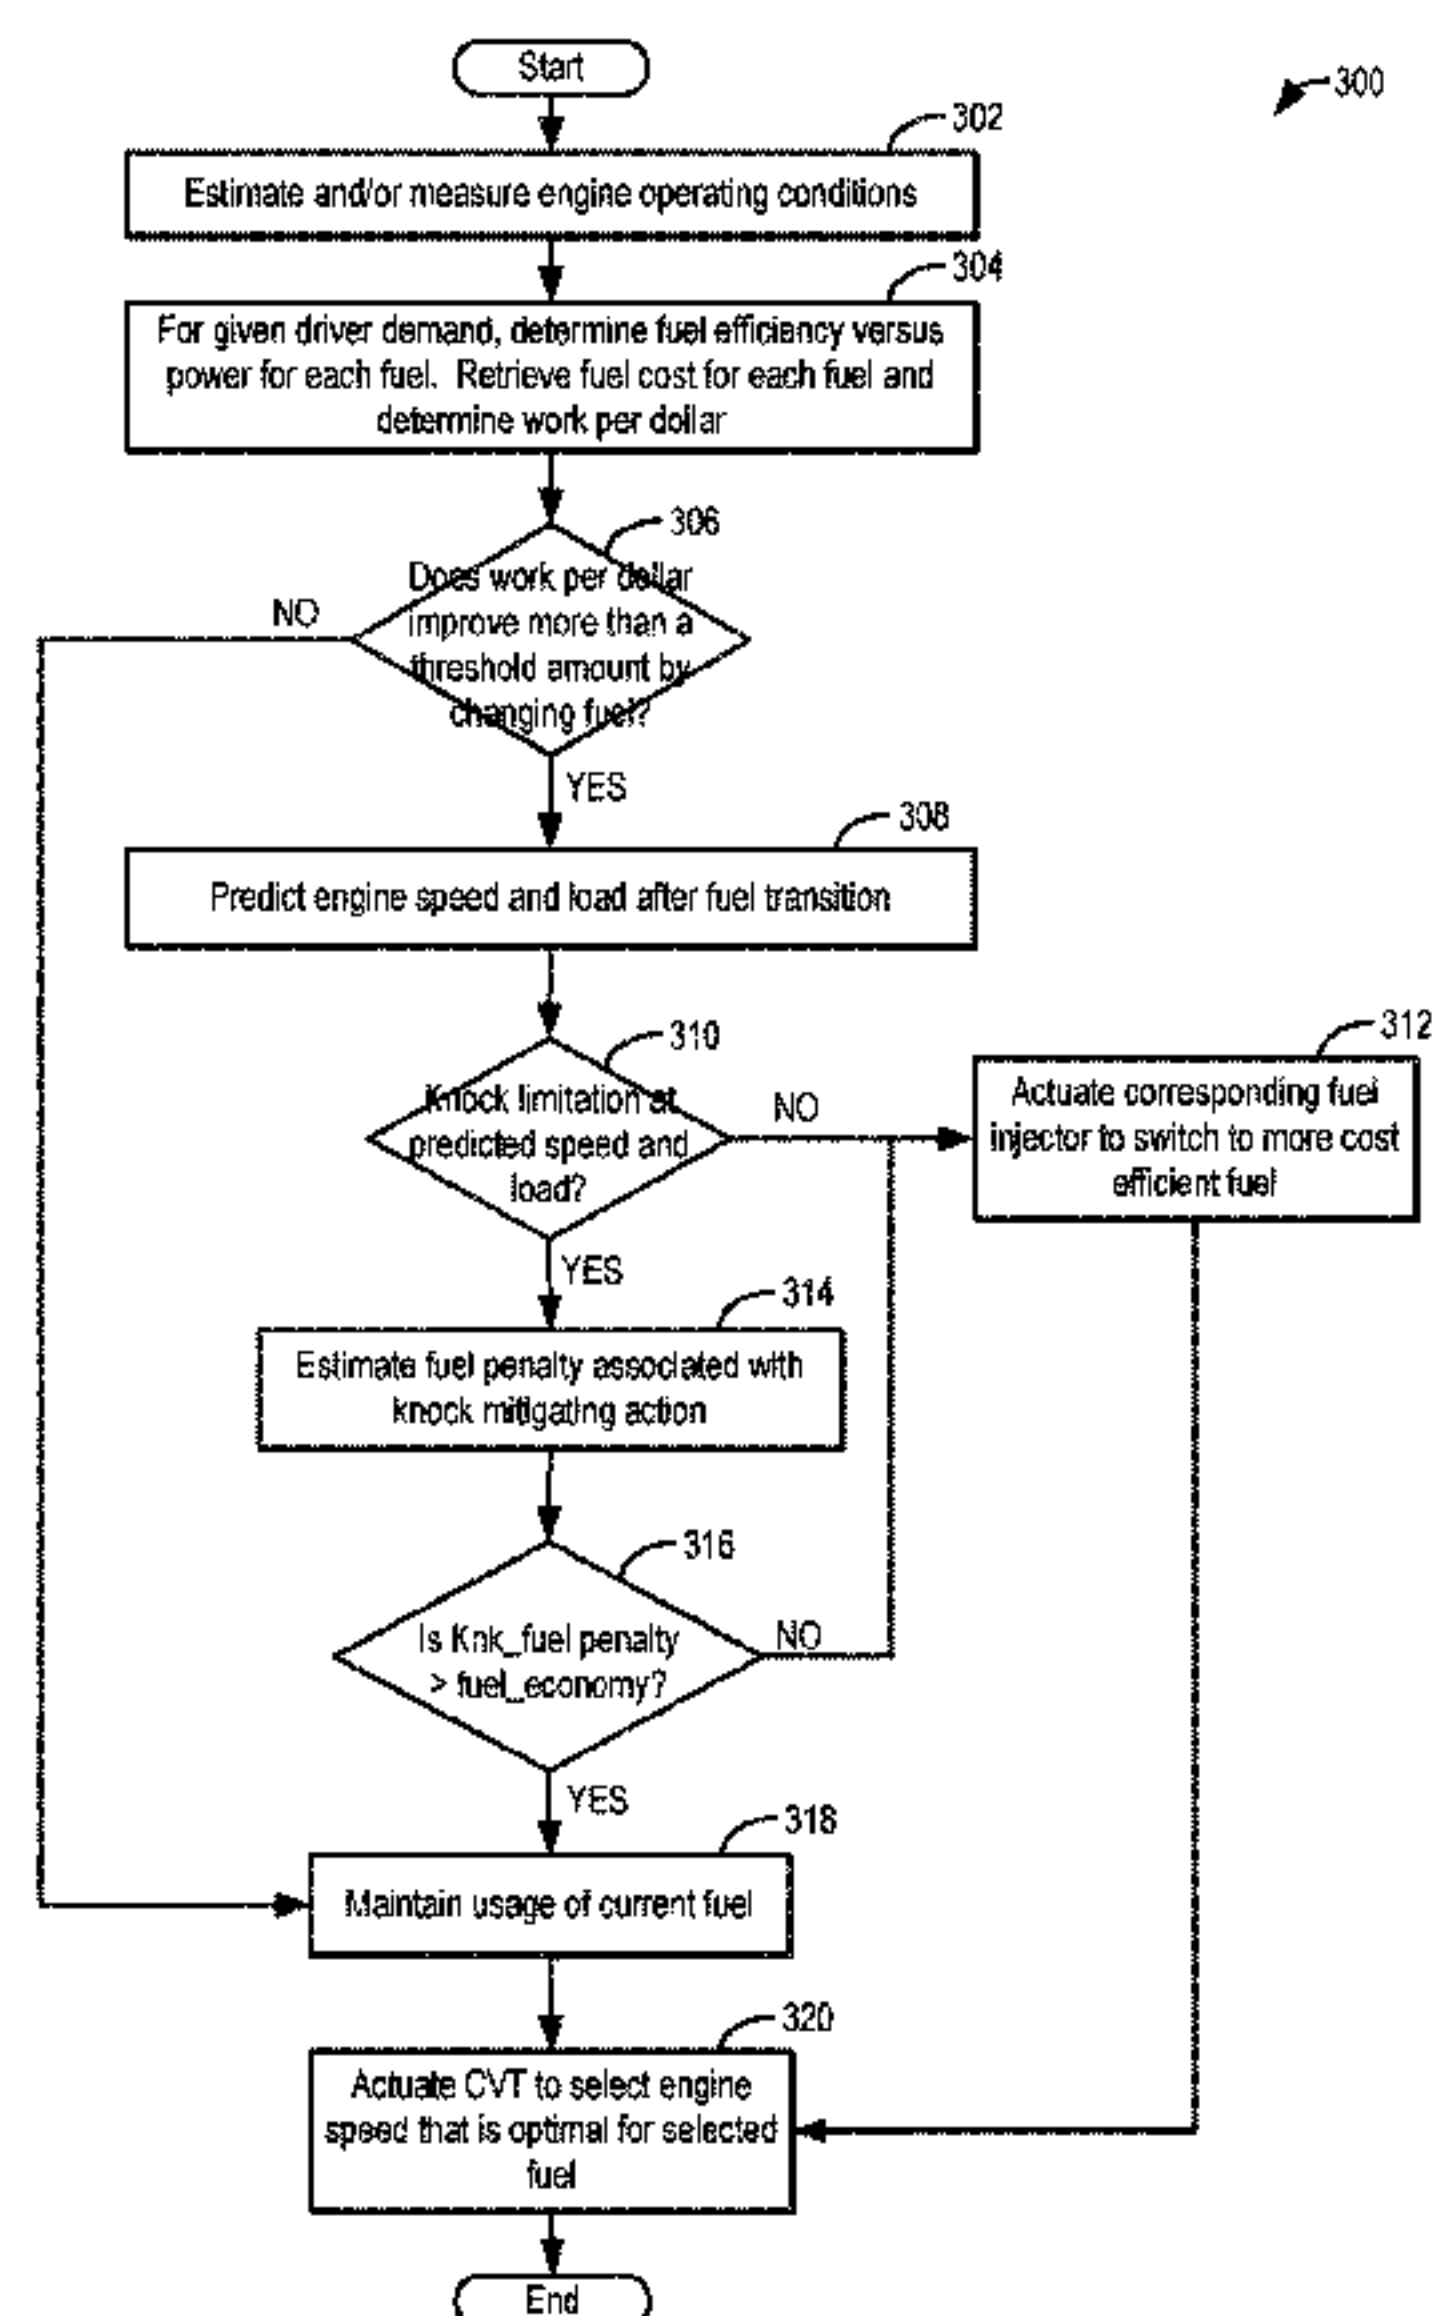 Start
300
302
Estimate and/or measure engine operating conditions
304
For given driver demand, determine fuel efficiency versus
power for each fuel. Retrieve fuel cost for each fuel and
determine work per dollar
306
Does work per dollar
improve more than a
threshold amount by
changing fuel?
NO
YES
308
Predict engine speed and load after fuel transition
310
Knock limitation at
predicted speed and
load?
NO
312
Actuate corresponding fuel
injector to switch to more cost
efficient fuel
YES
314
Estimate fuel penalty associated with
knock mitigating action
316
Is Knk_fuel penalty
> fuel_economy?
NO
YES
318
Maintain usage of current fuel
320
Actuate CVT to select engine
speed that is optimal for selected
fuel
End